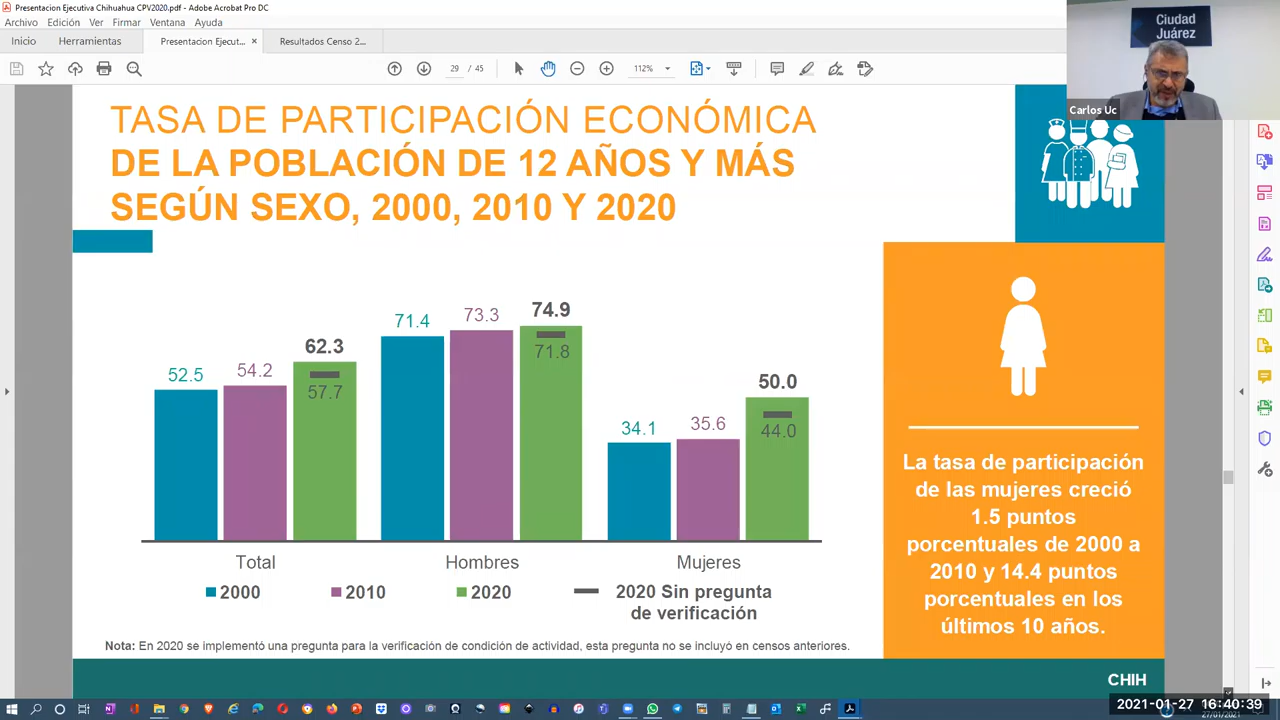 Presentacion Ejecutiva Chihuahua CPV2020.pdf - Adobe Acrobat Pro DC
Archivo Edición Ver Firmar Ventana Ayuda
Inicio Herramientas Presentacion Ejecut... × Resultados Censo 2...
29 / 45 112%
Ciudad
Juárez
Carlos Uc
TASA DE PARTICIPACIÓN ECONÓMICA
DE LA POBLACIÓN DE 12 AÑOS Y MÁS
SEGÚN SEXO, 2000, 2010 Y 2020
52.5 54.2 62.3 57.7
71.4 73.3 74.9 71.8
34.1 35.6 50.0 44.0
Total Hombres Mujeres
2000 2010 2020 2020 Sin pregunta
de verificación
Nota: En 2020 se implementó una pregunta para la verificación de condición de actividad, esta pregunta no se incluyó en censos anteriores.
La tasa de participación
de las mujeres creció
1.5 puntos
porcentuales de 2000 a
2010 y 14.4 puntos
porcentuales en los
últimos 10 años.
CHIH
2021-01-27 16:40:39
27/01/2021